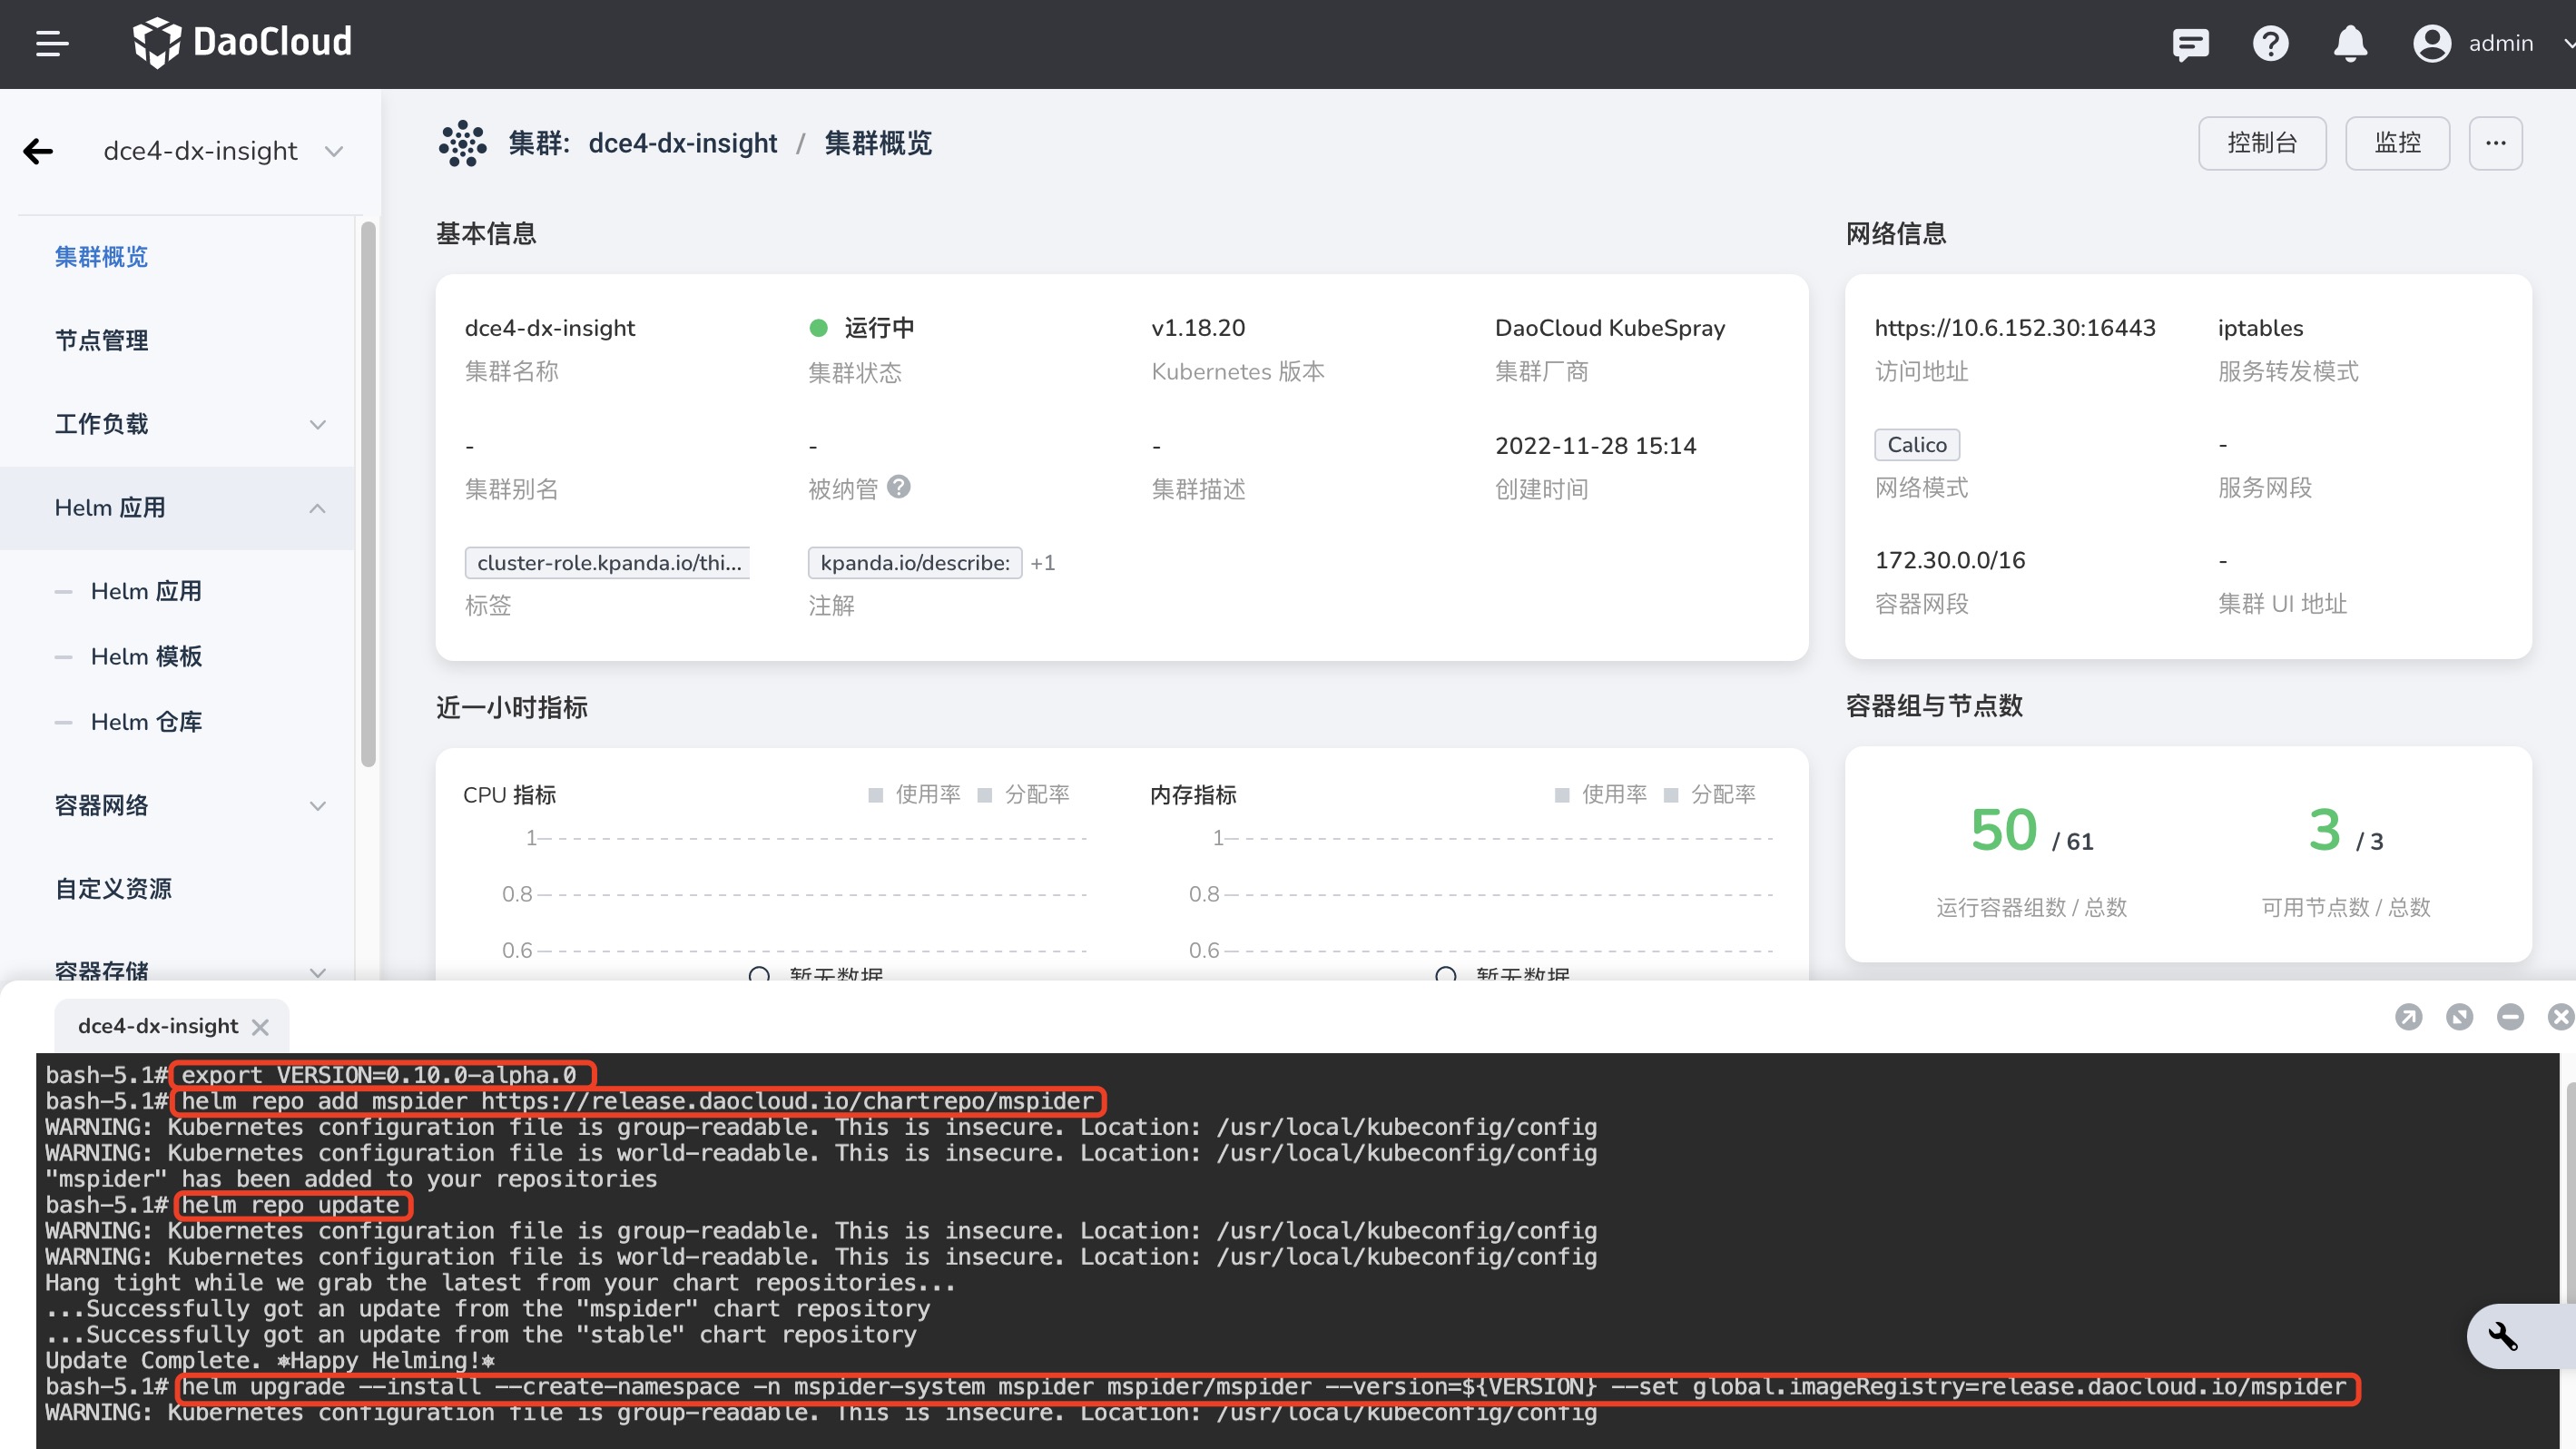 DaoCloud
admin
dce4-dx-insight
集群: dce4-dx-insight / 集群概览
控制台
监控
集群概览
节点管理
工作负载
Helm 应用
Helm 应用
Helm 模板
Helm 仓库
容器网络
自定义资源
容器存储
基本信息
dce4-dx-insight
集群名称
运行中
集群状态
v1.18.20
Kubernetes 版本
DaoCloud KubeSpray
集群厂商
-
集群别名
-
被纳管
-
集群描述
2022-11-28 15:14
创建时间
cluster-role.kpanda.io/thi...
标签
kpanda.io/describe: +1
注解
网络信息
https://10.6.152.30:16443
访问地址
iptables
服务转发模式
Calico
网络模式
-
服务网段
172.30.0.0/16
容器网段
-
集群 UI 地址
近一小时指标
CPU 指标
使用率 分配率
1
0.8
0.6
暂无数据
内存指标
使用率 分配率
1
0.8
0.6
暂无数据
容器组与节点数
50 / 61
运行容器组数 / 总数
3 / 3
可用节点数 / 总数
dce4-dx-insight
bash-5.1# export VERSION=0.10.0-alpha.0
bash-5.1# helm repo add mspider https://release.daocloud.io/chartrepo/mspider
WARNING: Kubernetes configuration file is group-readable. This is insecure. Location: /usr/local/kubeconfig/config
WARNING: Kubernetes configuration file is world-readable. This is insecure. Location: /usr/local/kubeconfig/config
"mspider" has been added to your repositories
bash-5.1# helm repo update
WARNING: Kubernetes configuration file is group-readable. This is insecure. Location: /usr/local/kubeconfig/config
WARNING: Kubernetes configuration file is world-readable. This is insecure. Location: /usr/local/kubeconfig/config
Hang tight while we grab the latest from your chart repositories...
...Successfully got an update from the "mspider" chart repository
...Successfully got an update from the "stable" chart repository
Update Complete. ⎈Happy Helming!⎈
bash-5.1# helm upgrade --install --create-namespace -n mspider-system mspider mspider/mspider --version=${VERSION} --set global.imageRegistry=release.daocloud.io/mspider
WARNING: Kubernetes configuration file is group-readable. This is insecure. Location: /usr/local/kubeconfig/config